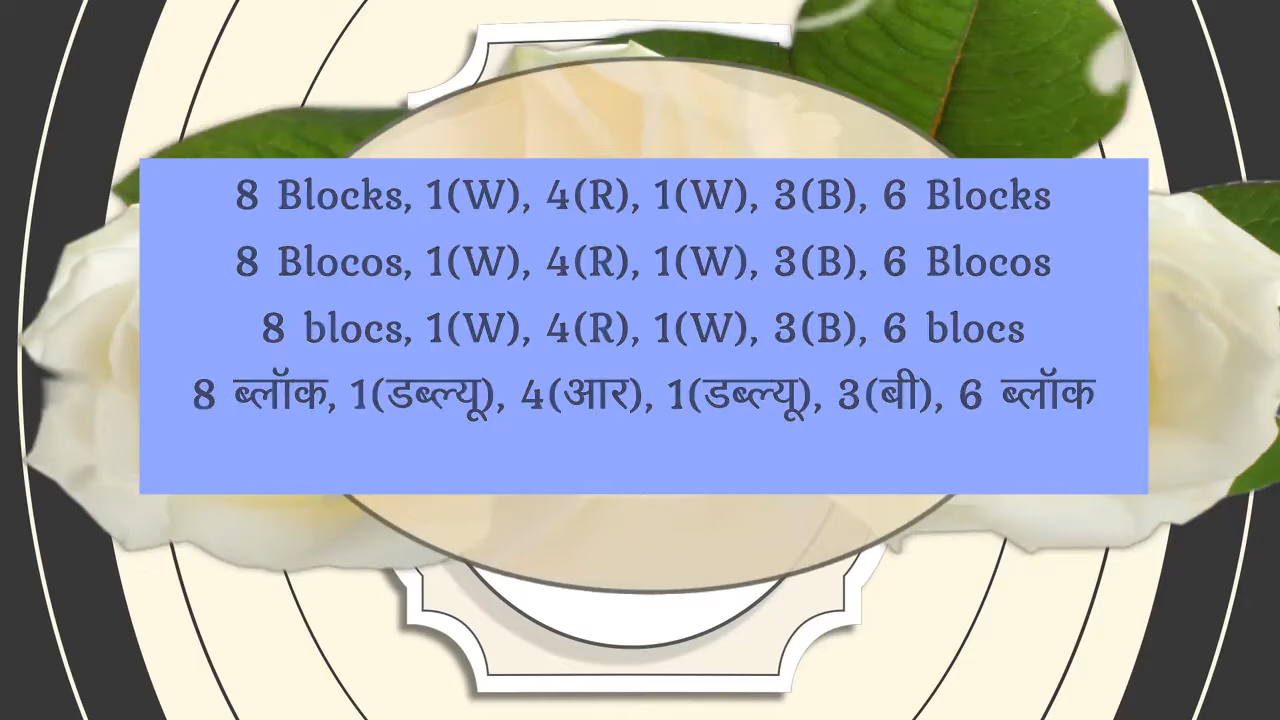 8 Blocks, 1(W), 4(R), 1(W), 3(B), 6 Blocks
8 Blocos, 1(W), 4(R), 1(W), 3(B), 6 Blocos
8 blocs, 1(W), 4(R), 1(W), 3(B), 6 blocs
8 ब्लॉक, 1(डब्ल्यू), 4(आर), 1(डब्ल्यू), 3(बी), 6 ब्लॉक